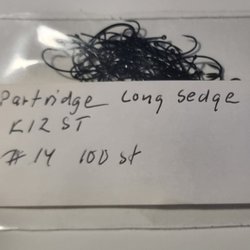 Partridge Long Sedge
K12 ST
# 14 100 st